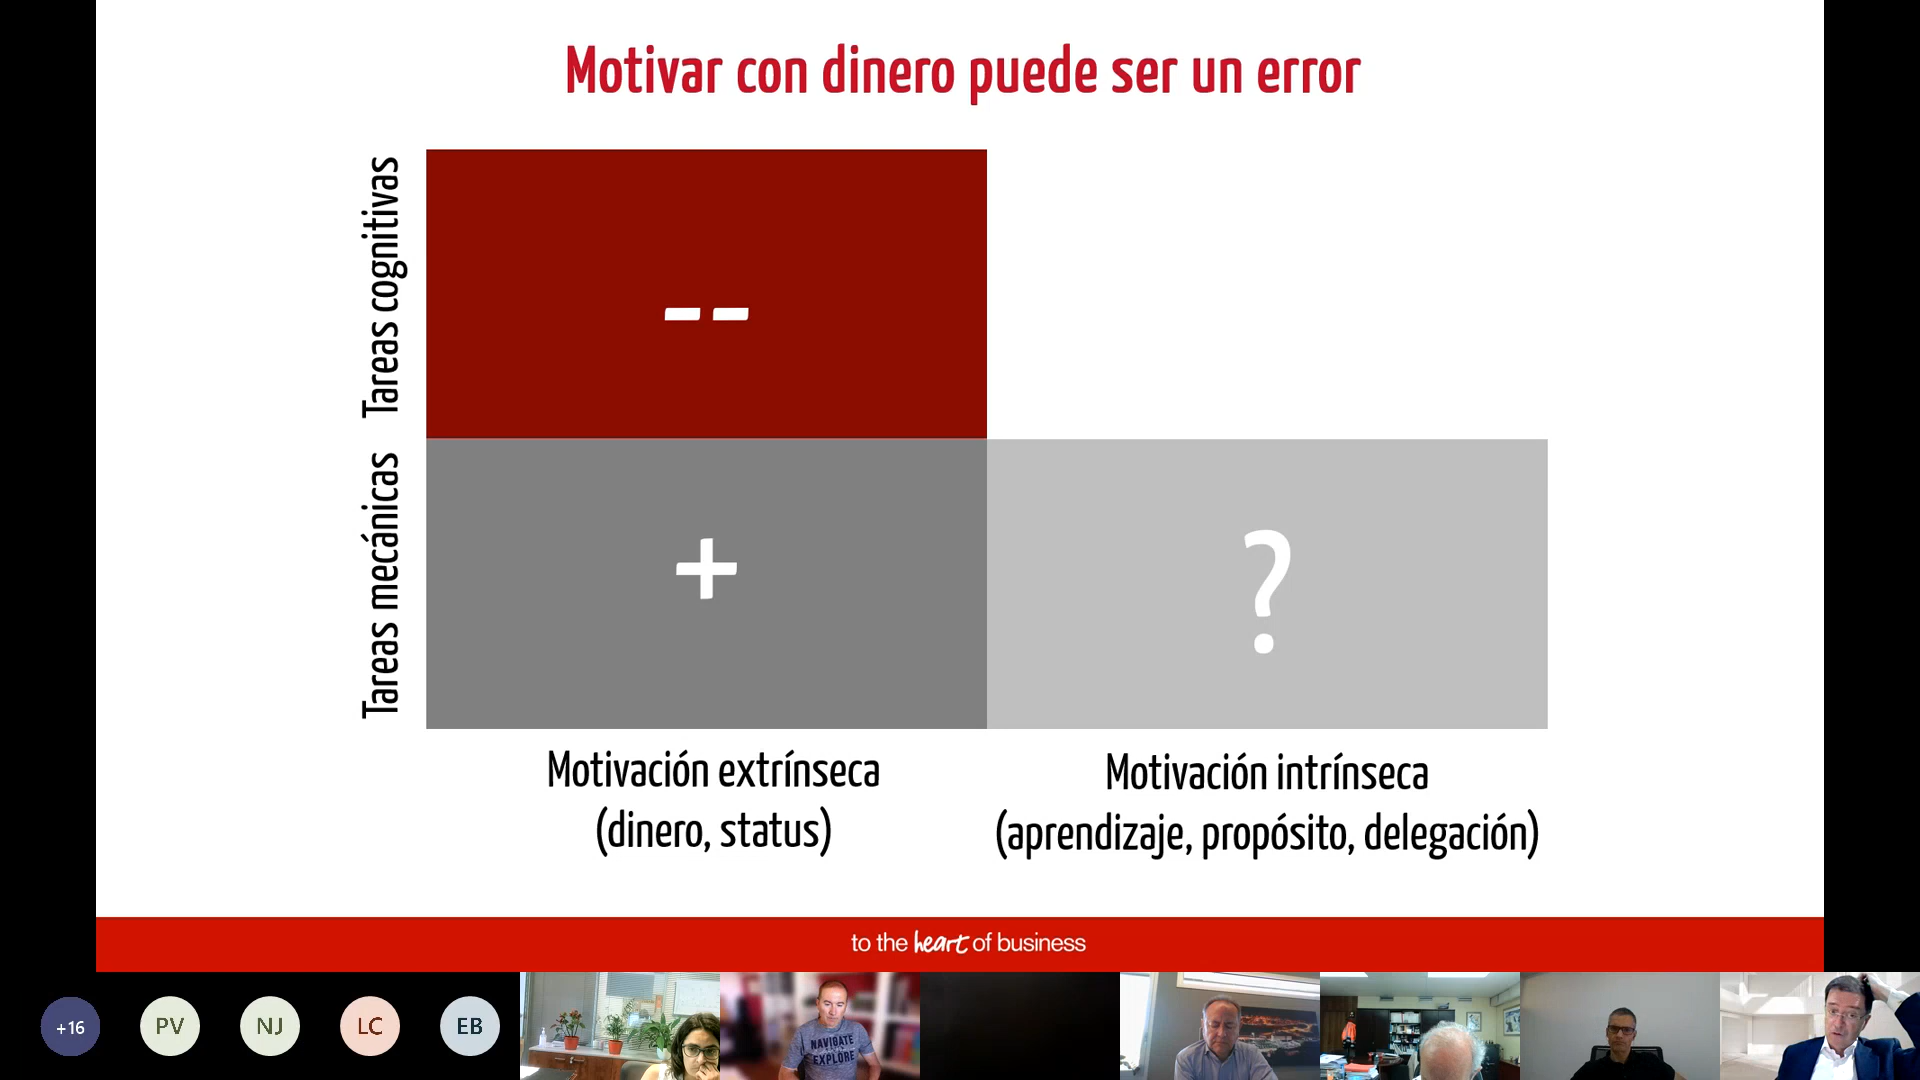 Motivar con dinero puede ser un error
Tareas cognitivas
--
Tareas mecánicas
+
?
Motivación extrínseca
(dinero, status)
Motivación intrínseca
(aprendizaje, propósito, delegación)
to the heart of business
+16
PV
NJ
LC
EB
NAVIGATE
EXPLORE